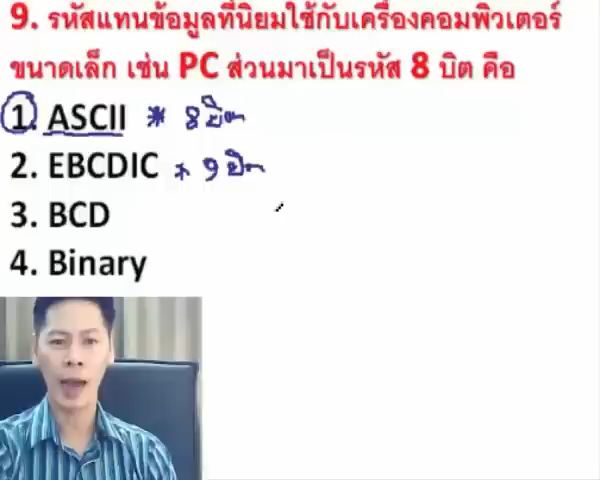 9. รหัสแทนข้อมูลที่นิยมใช้กับเครื่องคอมพิวเตอร์
ขนาดเล็ก เช่น PC ส่วนมาเป็นรหัส 8 บิต คือ
1. ASCII * 8 บิต
2. EBCDIC * 9 บิต
3. BCD
4. Binary